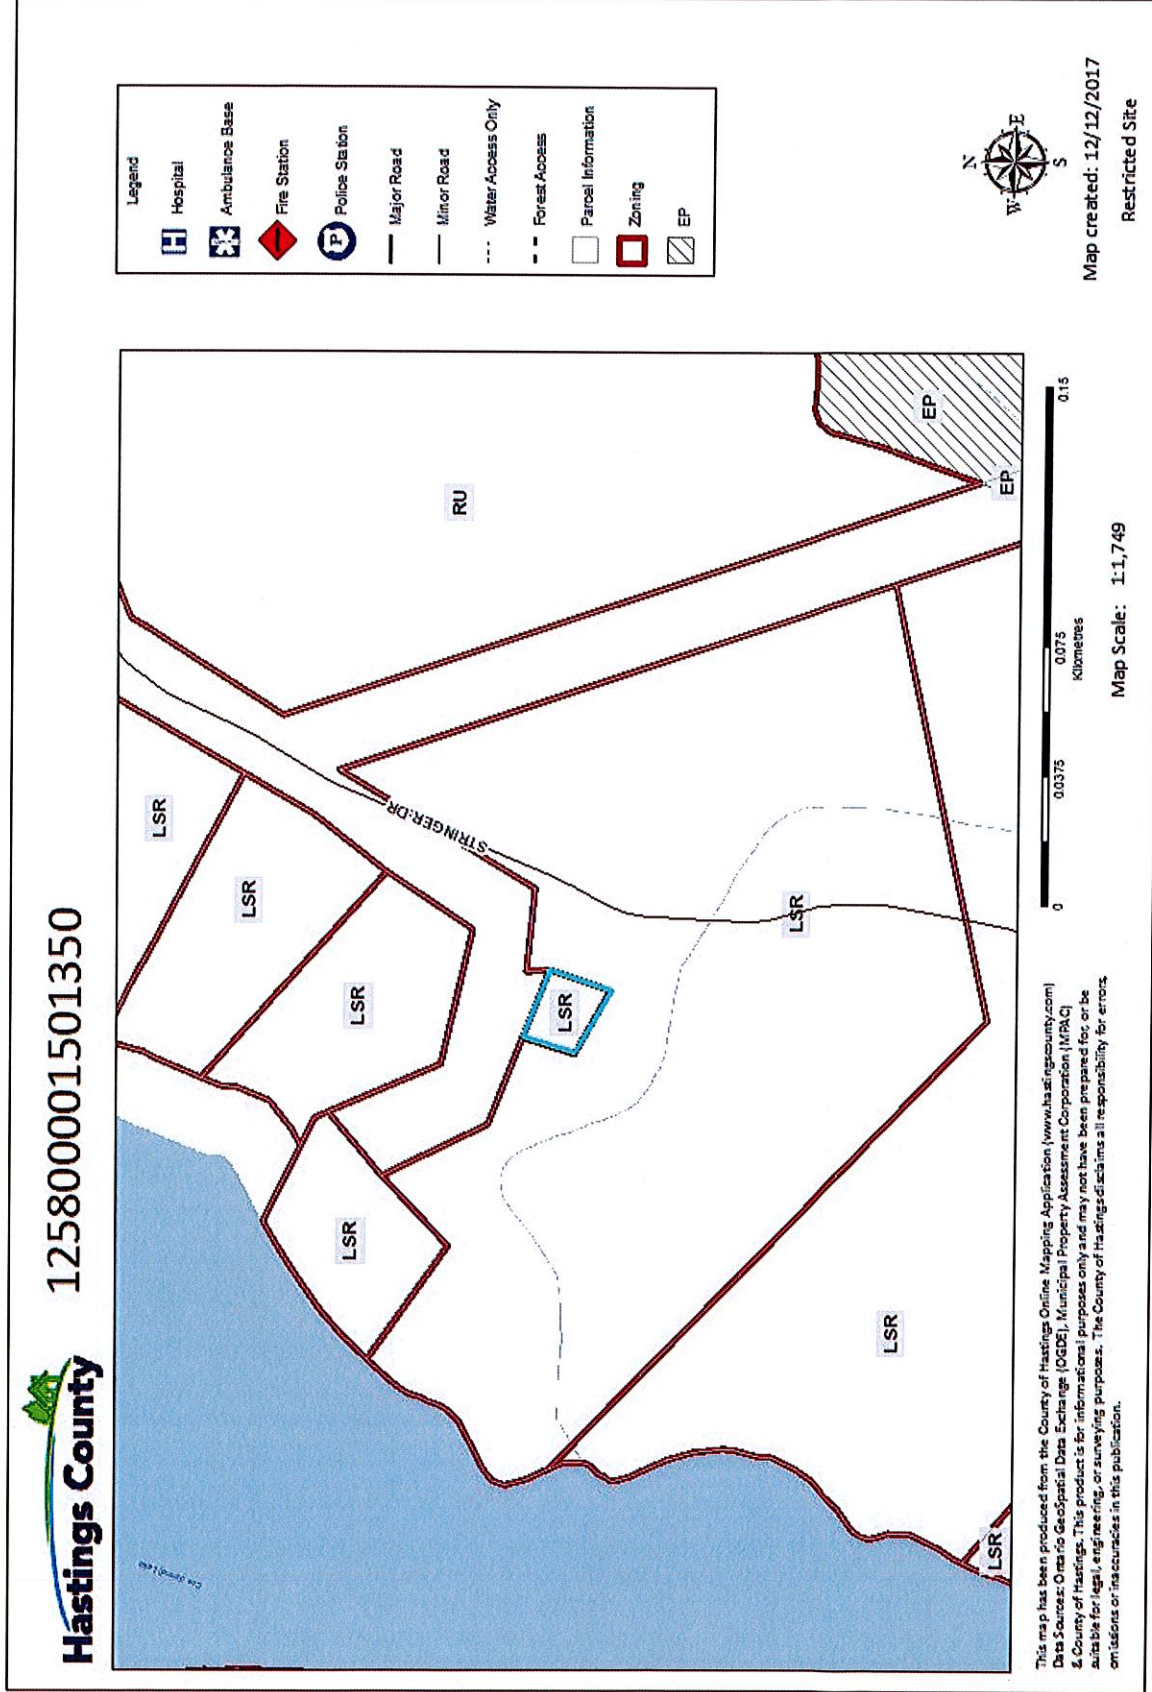 Hastings County
125800001501350
LSR
LSR
LSR
LSR
STRINGER-DR
RU
LSR
LSR
EP
EP
LSR
LSR
Legend
Hospital
Ambulance Base
Fire Station
Police Station
Major Road
Minor Road
Water Access Only
Forest Access
Parcel Information
Zoning
EP
N
W
E
S
0
0.0375
0.075
0.15
Kilometres
Map Scale: 1:1,749
Map created: 12/12/2017
Restricted Site
This map has been produced from the County of Hastings Online Mapping Application (www.hastingscounty.com)
Data Sources: Ontario GeoSpatial Data Exchange (OGDE), Municipal Property Assessment Corporation (MPAC)
& County of Hastings. This product is for informational purposes only and may not have been prepared for, or be
suitable for legal, engineering, or surveying purposes. The County of Hastings disclaims all responsibility for errors,
omissions or inaccuracies in this publication.